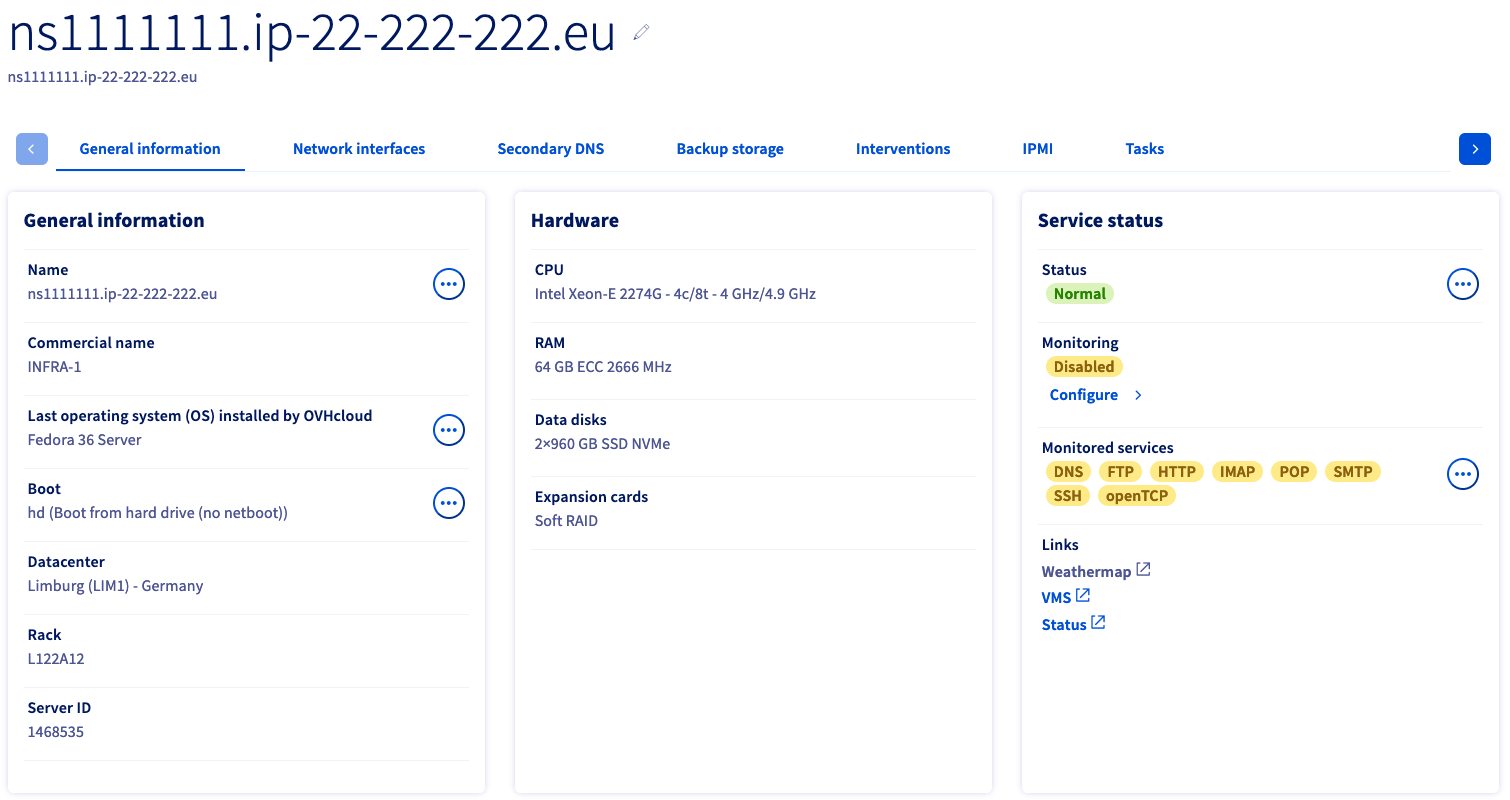 ns1111111.ip-22-222-222.eu
ns1111111.ip-22-222-222.eu
General information
Network interfaces
Secondary DNS
Backup storage
Interventions
IPMI
Tasks
General information
Name
ns1111111.ip-22-222-222.eu
Commercial name
INFRA-1
Last operating system (OS) installed by OVHcloud
Fedora 36 Server
Boot
hd (Boot from hard drive (no netboot))
Datacenter
Limburg (LIM1) - Germany
Rack
L122A12
Server ID
1468535
Hardware
CPU
Intel Xeon-E 2274G - 4c/8t - 4 GHz/4.9 GHz
RAM
64 GB ECC 2666 MHz
Data disks
2×960 GB SSD NVMe
Expansion cards
Soft RAID
Service status
Status
Normal
Monitoring
Disabled
Configure
Monitored services
DNS FTP HTTP IMAP POP SMTP
SSH openTCP
Links
Weathermap
VMS
Status